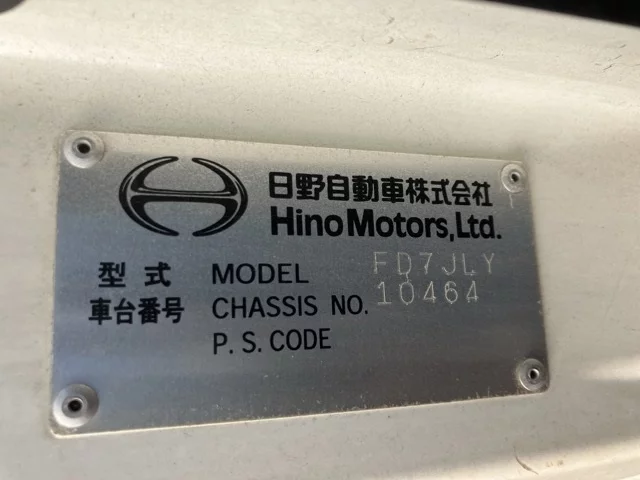 日野自動車株式会社
Hino Motors, Ltd.
型式 MODEL FD7JLY
車台番号 CHASSIS NO. 10464
P. S. CODE